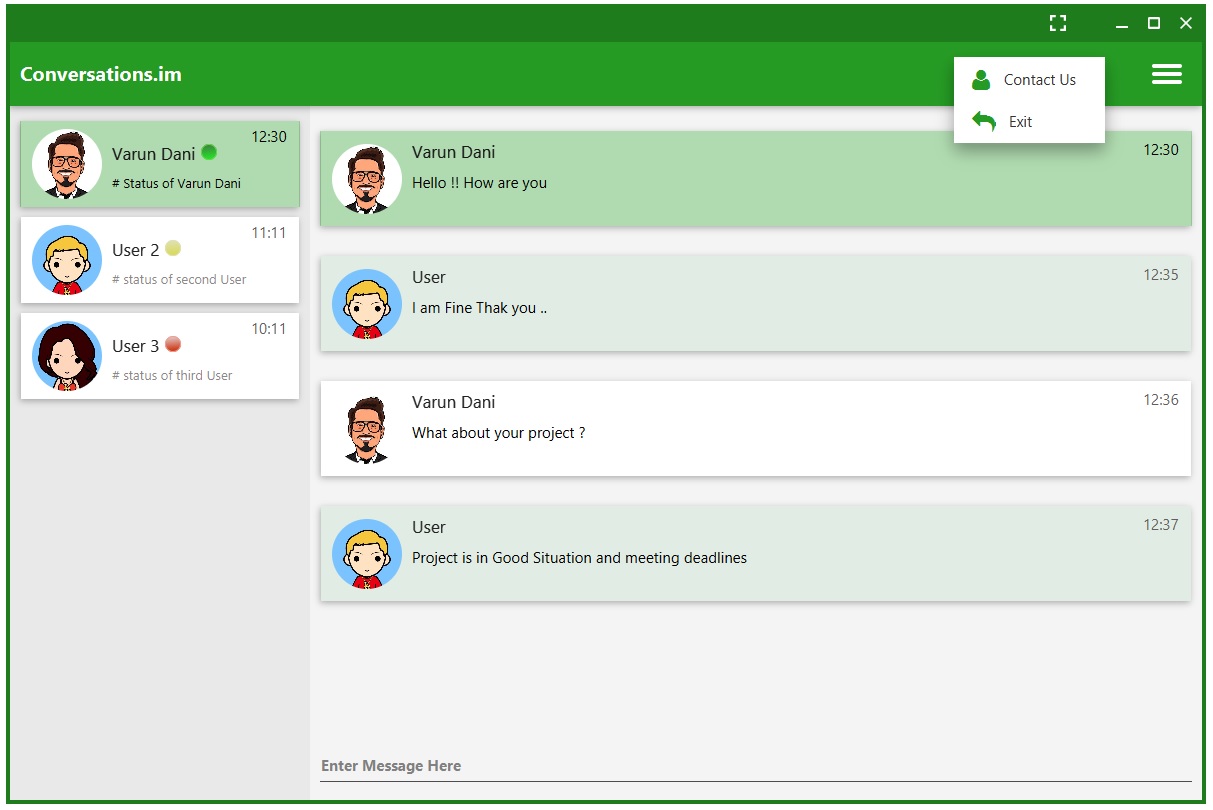 Conversations.im
Contact Us
Exit
Varun Dani
12:30
# Status of Varun Dani
User 2
11:11
# status of second User
User 3
10:11
# status of third User
Varun Dani
12:30
Hello !! How are you
User
12:35
I am Fine Thak you ..
Varun Dani
12:36
What about your project ?
User
12:37
Project is in Good Situation and meeting deadlines
Enter Message Here